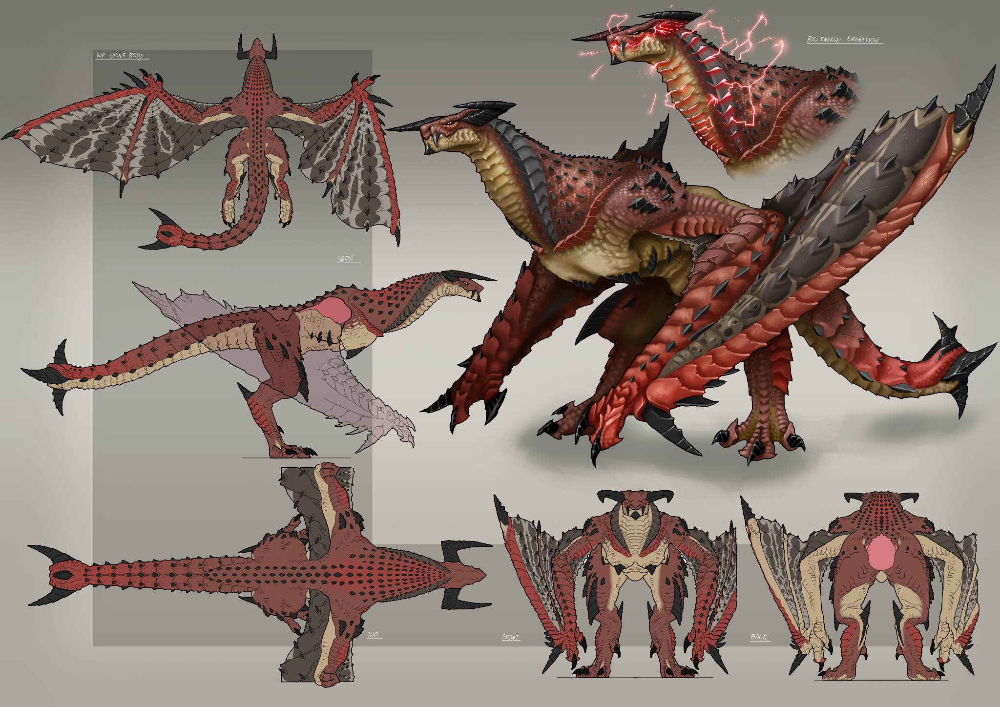 BIO ENERGY EMANATION
TOP-WHOLE BODY
SIDE
TOP
FRONT
BACK